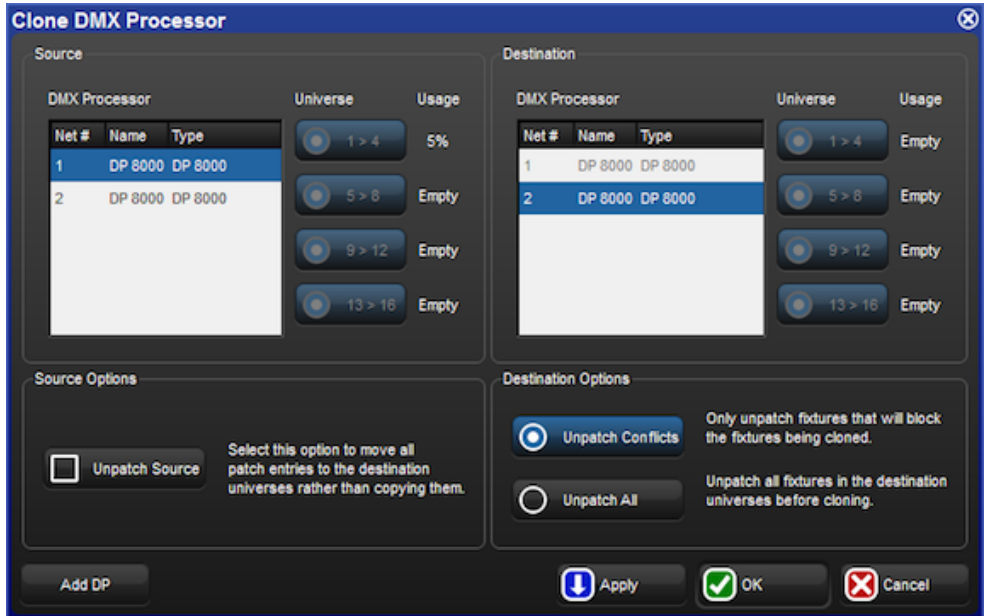 Clone DMX Processor
Source
DMX Processor Universe Usage
Net # Name Type
1 DP 8000 DP 8000
2 DP 8000 DP 8000
1 > 4 5%
5 > 8 Empty
9 > 12 Empty
13 > 16 Empty
Destination
DMX Processor Universe Usage
Net # Name Type
1 DP 8000 DP 8000
2 DP 8000 DP 8000
1 > 4 Empty
5 > 8 Empty
9 > 12 Empty
13 > 16 Empty
Source Options
Unpatch Source
Select this option to move all
patch entries to the destination
universes rather than copying them.
Destination Options
Unpatch Conflicts
Only unpatch fixtures that will block
the fixtures being cloned.
Unpatch All
Unpatch all fixtures in the destination
universes before cloning.
Add DP
Apply
OK
Cancel